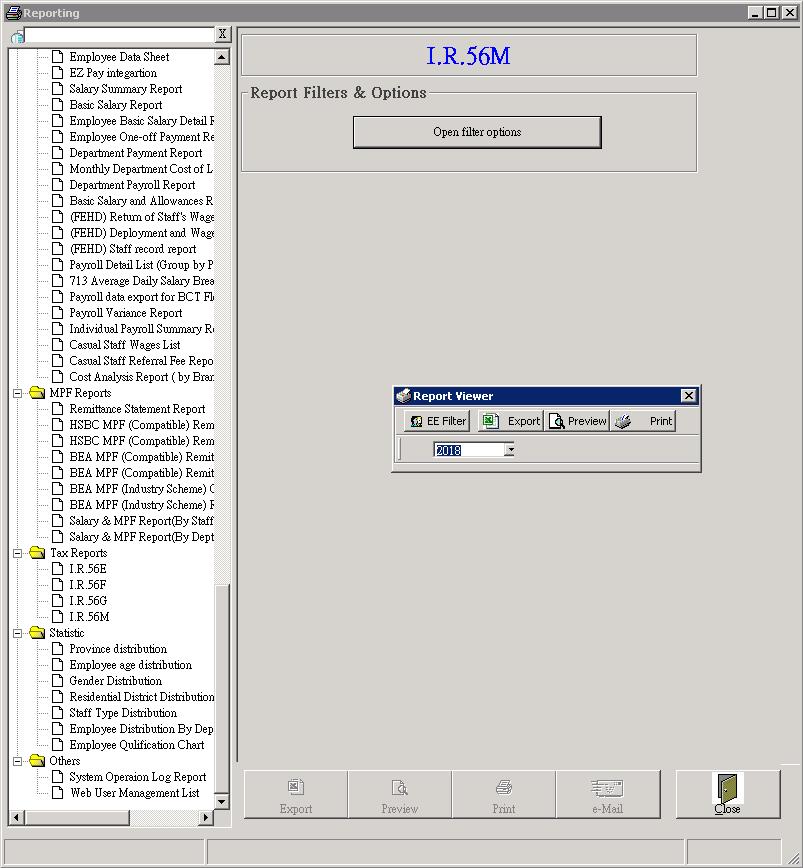 Reporting
X
Employee Data Sheet
EZ Pay integartion
Salary Summary Report
Basic Salary Report
Employee Basic Salary Detail R
Employee One-off Payment Re
Department Payment Report
Monthly Department Cost of L
Department Payroll Report
Basic Salary and Allowances R
(FEHD) Return of Staff's Wage
(FEHD) Deployment and Wage
(FEHD) Staff record report
Payroll Detail List (Group by P
713 Average Daily Salary Brea
Payroll data export for BCT Fl
Payroll Variance Report
Individual Payroll Summary Re
Casual Staff Wages List
Casual Staff Referral Fee Repo
Cost Analysis Report ( by Bran
MPF Reports
Remittance Statement Report
HSBC MPF (Compatible) Rem
HSBC MPF (Compatible) Rem
BEA MPF (Compatible) Remit
BEA MPF (Compatible) Remit
BEA MPF (Industry Scheme) C
BEA MPF (Industry Scheme) R
Salary & MPF Report(By Staff
Salary & MPF Report(By Dept
Tax Reports
I.R.56E
I.R.56F
I.R.56G
I.R.56M
Statistic
Province distribution
Employee age distribution
Gender Distribution
Residential District Distribution
Staff Type Distribution
Employee Distribution By Dep
Employee Qulification Chart
Others
System Operaion Log Report
Web User Management List
I.R.56M
Report Filters & Options
Open filter options
Report Viewer
EE Filter Export Preview Print
2018
Export Preview Print e-Mail Close